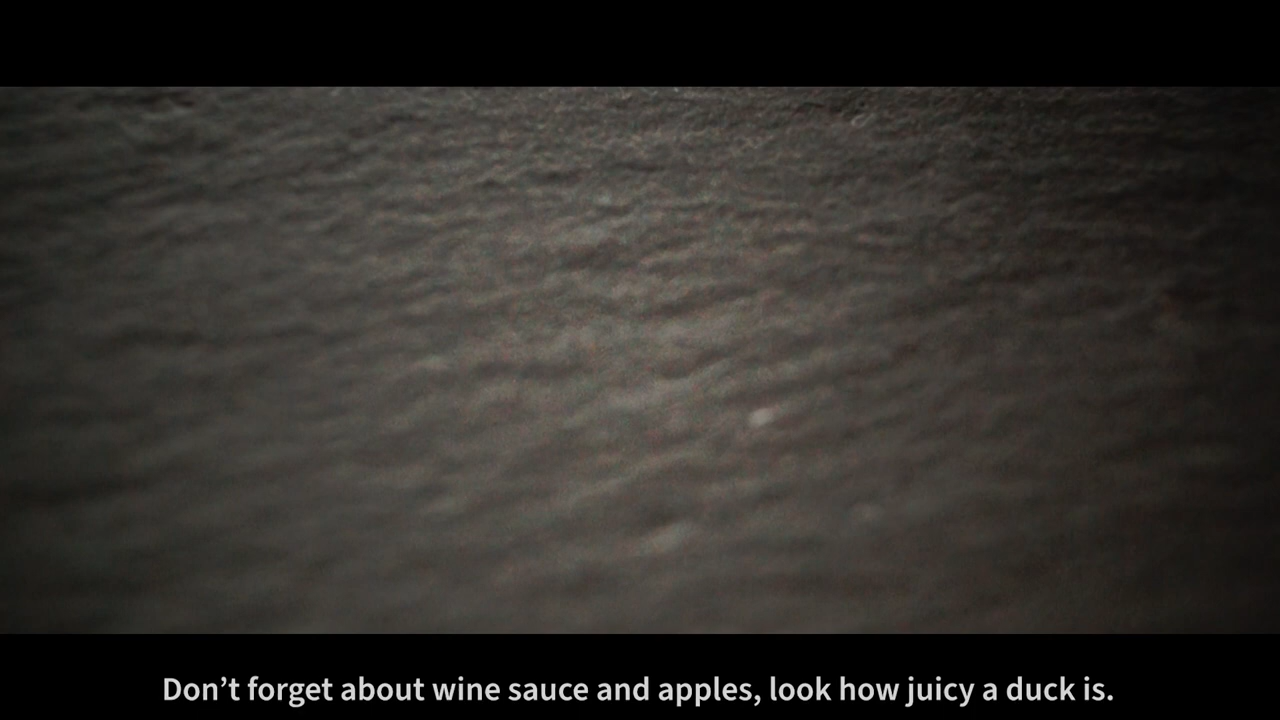 Don’t forget about wine sauce and apples, look how juicy a duck is.